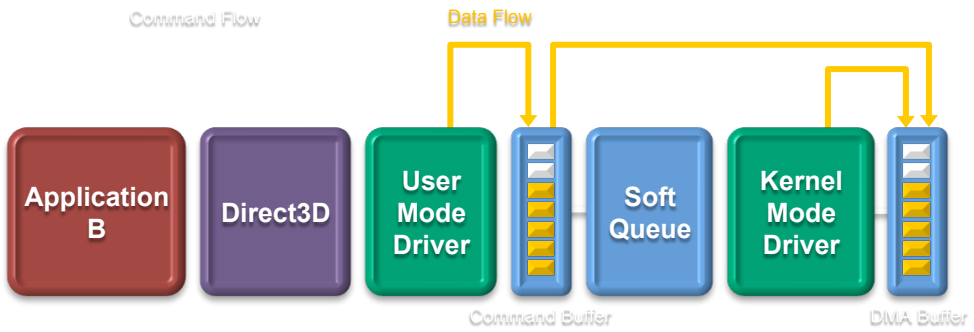 Command Flow
Data Flow
Application
B
Direct3D
User
Mode
Driver
Soft
Queue
Kernel
Mode
Driver
Command Buffer
DMA Buffer